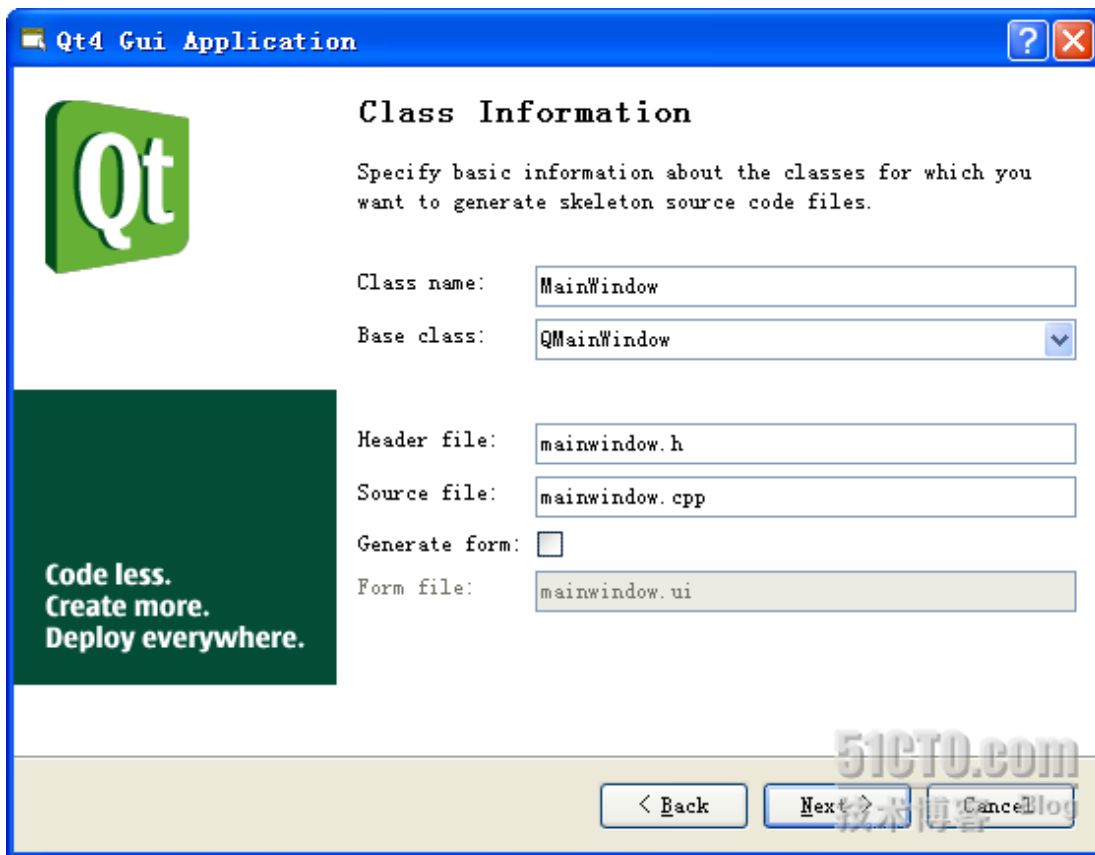 Qt4 Gui Application
Qt
Class Information
Specify basic information about the classes for which you
want to generate skeleton source code files.
Class name: MainWindow
Base class: QMainWindow
Header file: mainwindow.h
Source file: mainwindow.cpp
Generate form:
Form file: mainwindow.ui
Code less.
Create more.
Deploy everywhere.
51CTO.com
< Back Next > Cancel
技术博客 Blog